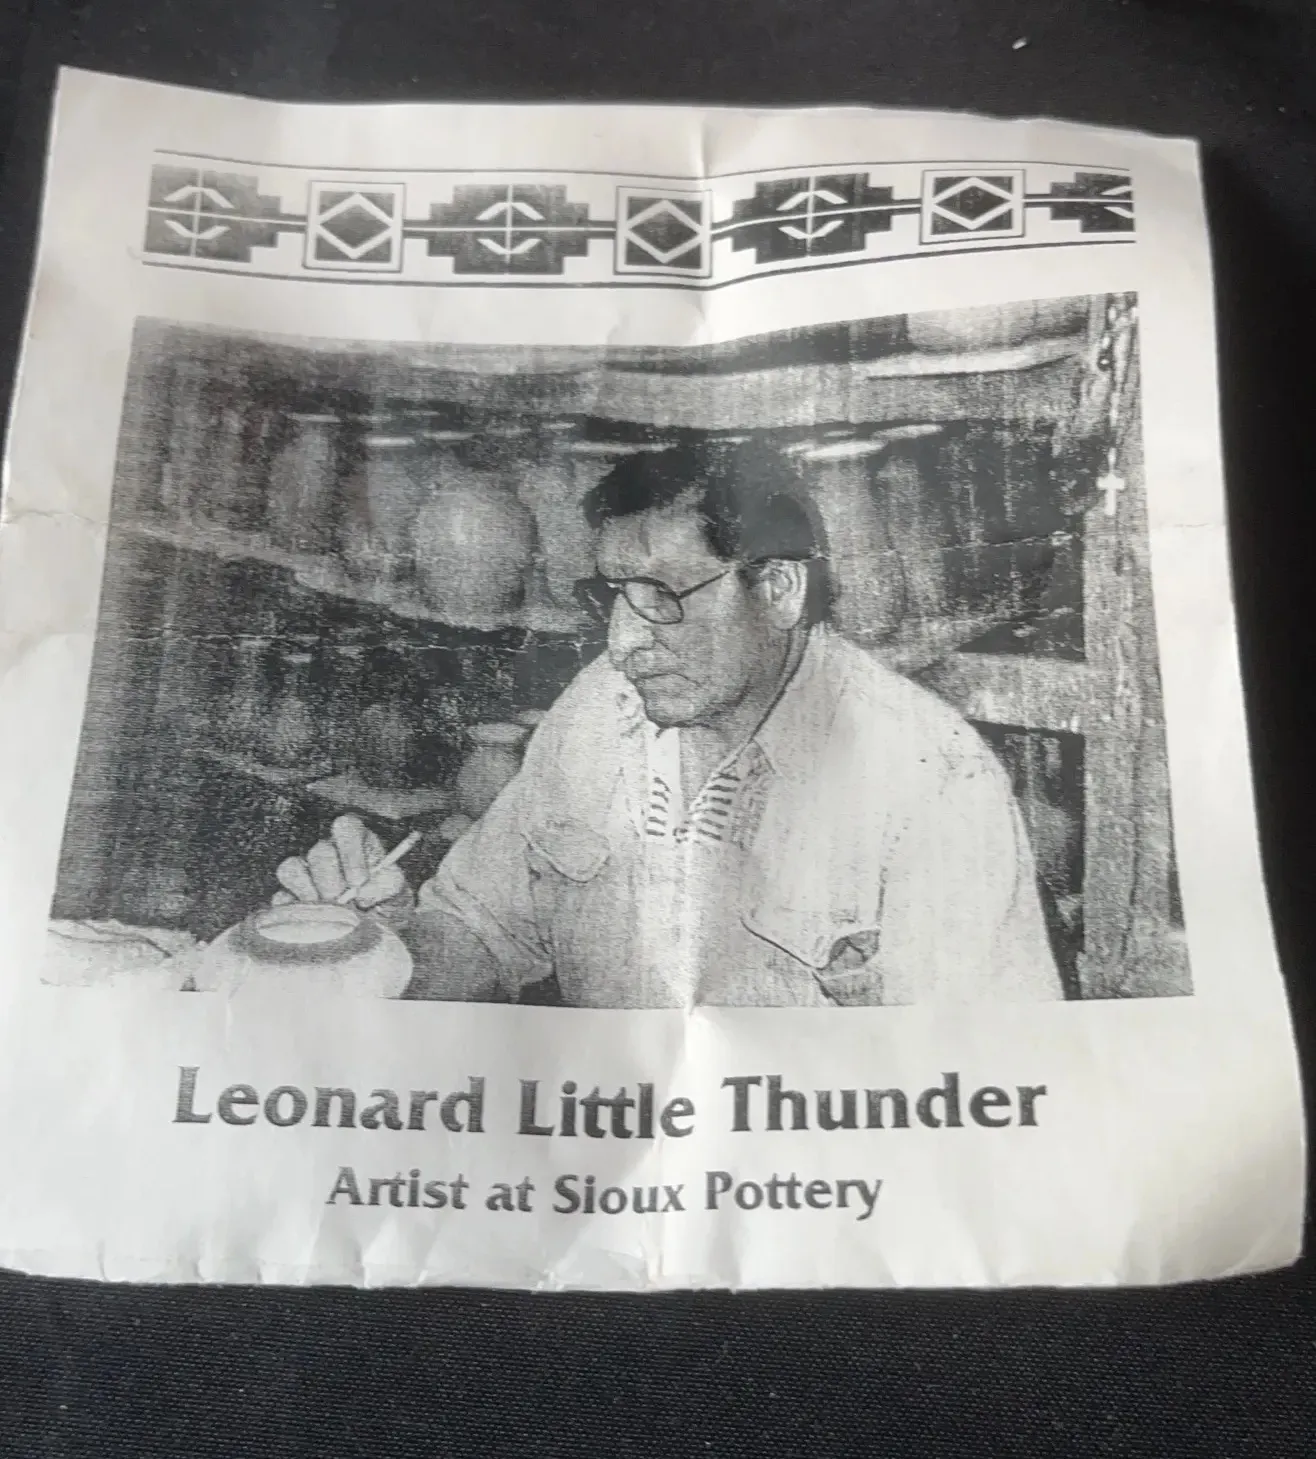 Leonard Little Thunder
Artist at Sioux Pottery